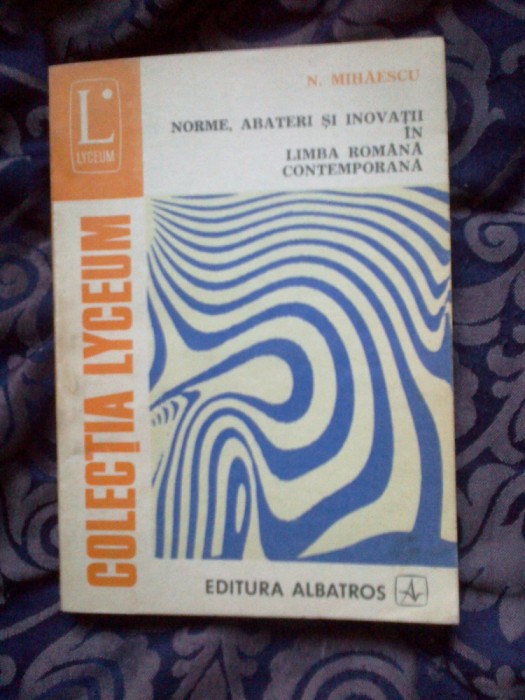 L
LYCEUM
N. MIHĂESCU
NORME, ABATERI ȘI INOVAȚII
ÎN
LIMBA ROMÂNĂ
CONTEMPORANĂ
COLECȚIA LYCEUM
EDITURA ALBATROS